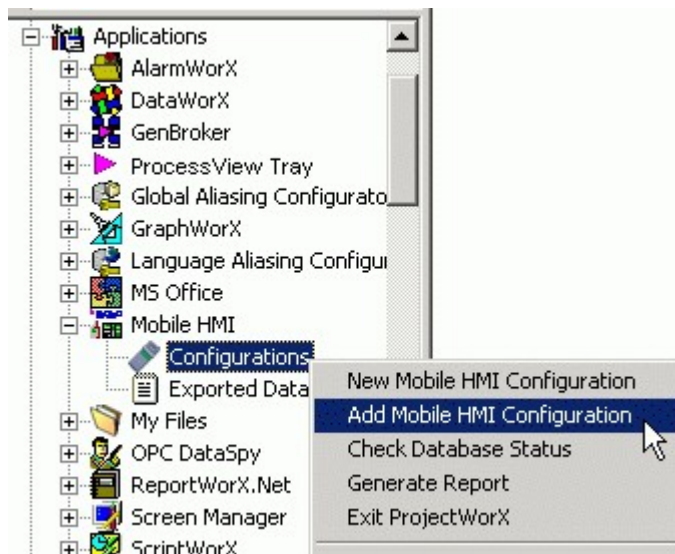 Applications
AlarmWorX
DataWorX
GenBroker
ProcessView Tray
Global Aliasing Configurato
GraphWorX
Language Aliasing Configui
MS Office
Mobile HMI
Configurations
Exported Data
New Mobile HMI Configuration
My Files
Add Mobile HMI Configuration
OPC DataSpy
Check Database Status
ReportWorX.Net
Generate Report
Screen Manager
Exit ProjectWorX
ScriptWorX